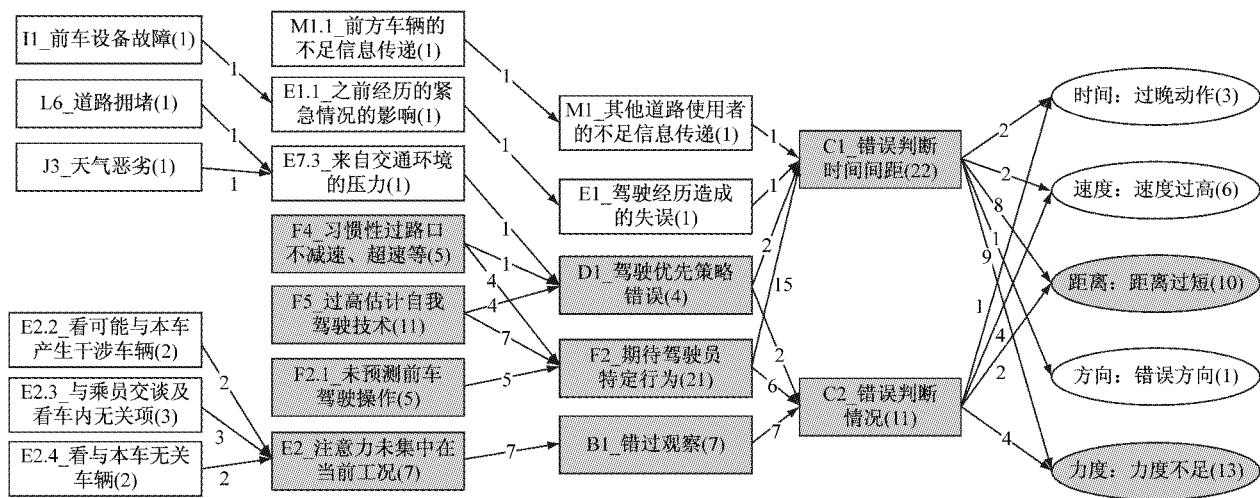 I1_前车设备故障(1)
L6_道路拥堵(1)
J3_天气恶劣(1)
E2.2_看可能与本车
产生干涉车辆(2)
E2.3_与乘员交谈及
看车内无关项(3)
E2.4_看与本车无关
车辆(2)
1
1
1
2
3
2
M1.1_前方车辆的
不足信息传递(1)
E1.1_之前经历的紧
急情况的影响(1)
E7.3_来自交通环境
的压力(1)
F4_习惯性过路口
不减速、超速等(5)
F5_过高估计自我
驾驶技术(11)
F2.1_未预测前车
驾驶操作(5)
E2_注意力未集中在
当前工况(7)
1
1
1
1
4
4
7
5
7
M1_其他道路使用者
的不足信息传递(1)
E1_驾驶经历造成
的失误(1)
D1_驾驶优先策略
错误(4)
F2_期待驾驶员
特定行为(21)
B1_错过观察(7)
1
1
2
15
2
6
7
C1_错误判断
时间间距(22)
C2_错误判断
情况(11)
2
2
8
1
9
1
4
2
4
时间：过晚动作(3)
速度：速度过高(6)
距离：距离过短(10)
方向：错误方向(1)
力度：力度不足(13)